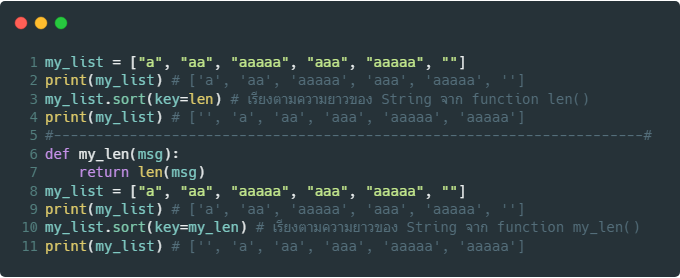 1 my_list = ["a", "aa", "aaaaa", "aaa", "aaaaa", ""]
2 print(my_list) # ['a', 'aa', 'aaaaa', 'aaa', 'aaaaa', '']
3 my_list.sort(key=len) # เรียงตามความยาวของ String จาก function len()
4 print(my_list) # ['', 'a', 'aa', 'aaa', 'aaaaa', 'aaaaa']
5 #----------------------------------------------------------------------#
6 def my_len(msg):
7     return len(msg)
8 my_list = ["a", "aa", "aaaaa", "aaa", "aaaaa", ""]
9 print(my_list) # ['a', 'aa', 'aaaaa', 'aaa', 'aaaaa', '']
10 my_list.sort(key=my_len) # เรียงตามความยาวของ String จาก function my_len()
11 print(my_list) # ['', 'a', 'aa', 'aaa', 'aaaaa', 'aaaaa']